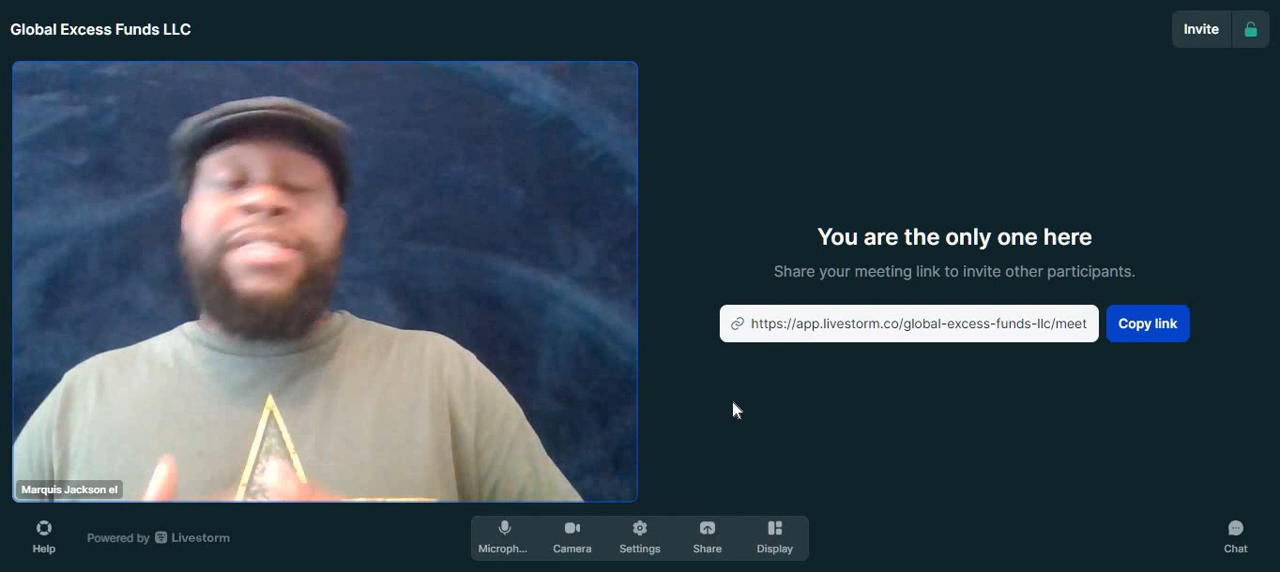 Global Excess Funds LLC
Invite
You are the only one here
Share your meeting link to invite other participants.
https://app.livestorm.co/global-excess-funds-llc/meet
Copy link
Marquis Jackson el
Help
Powered by Livestorm
Microph...
Camera
Settings
Share
Display
Chat